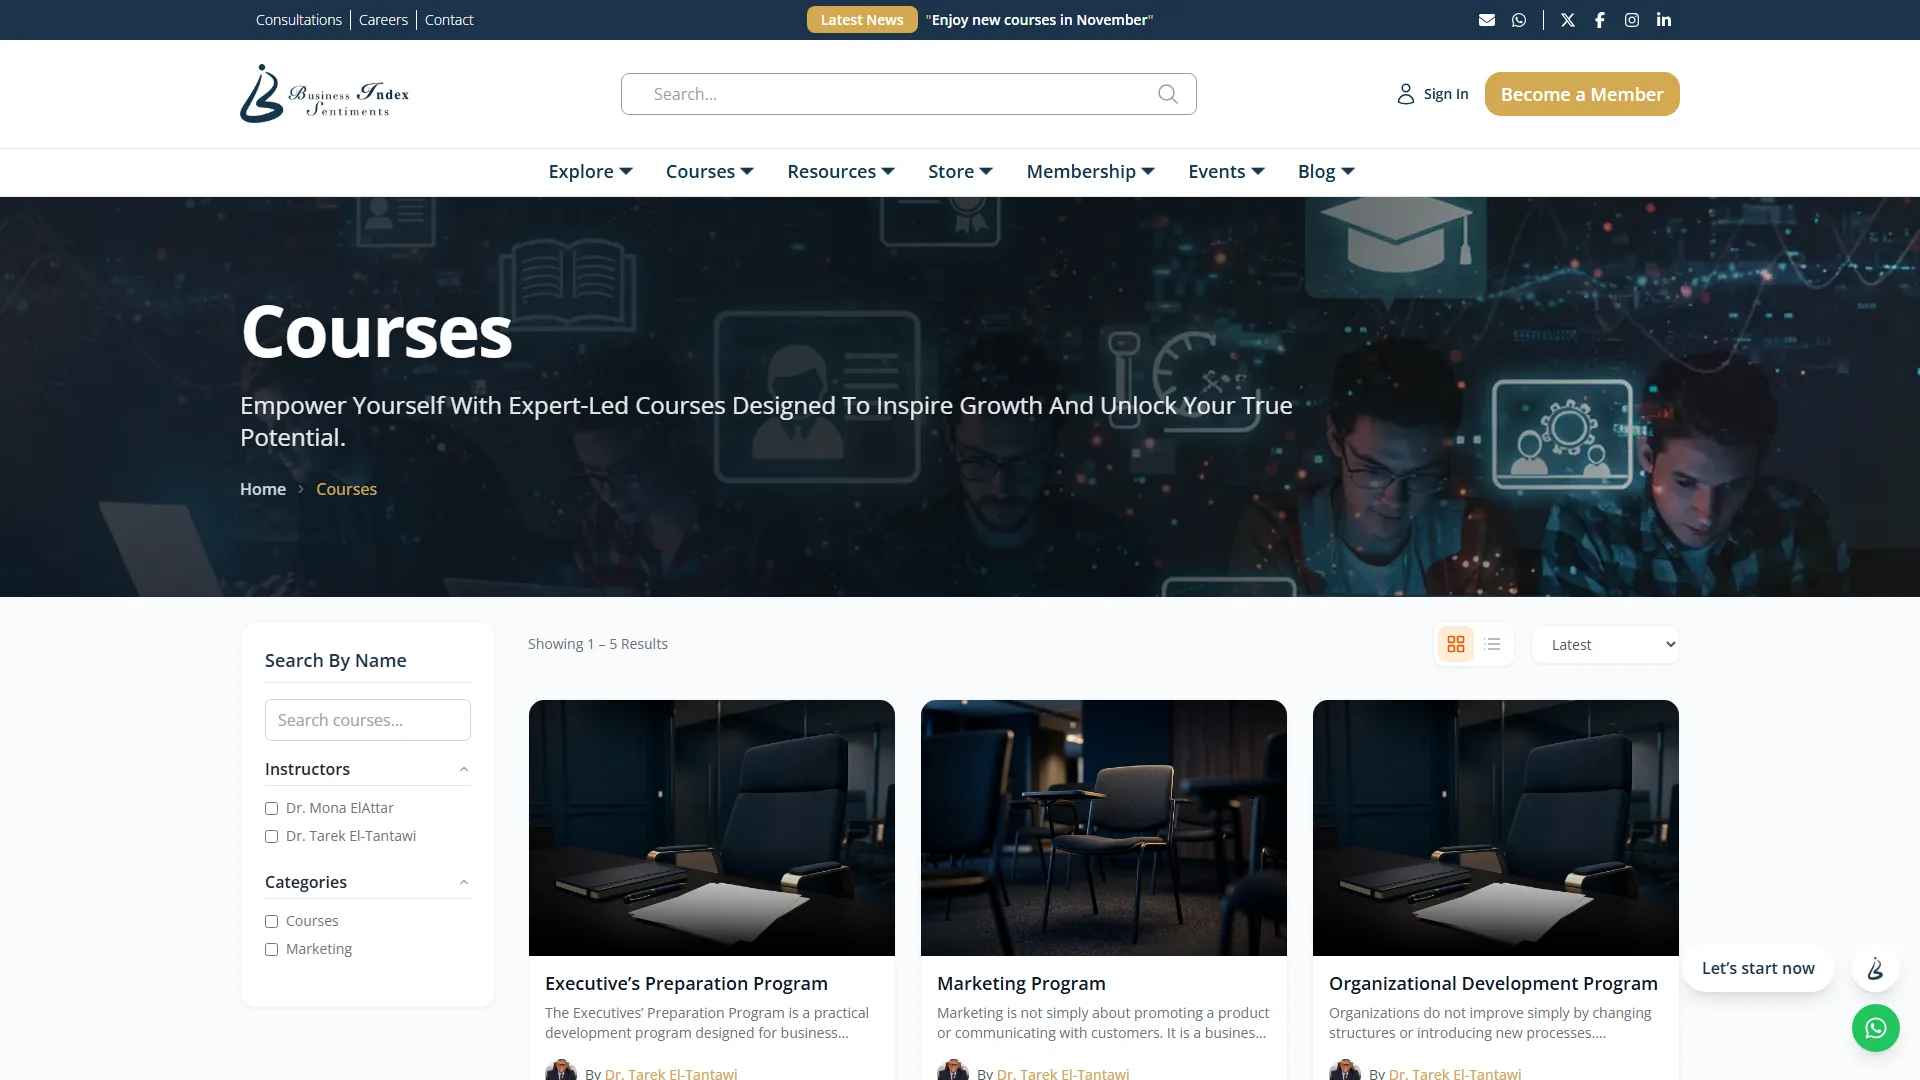 Consultations
Careers
Contact
Latest News
"Enjoy new courses in November"
Business Index
Sentiments
Search...
Sign In
Become a Member
Explore
Courses
Resources
Store
Membership
Events
Blog
Courses
Empower Yourself With Expert-Led Courses Designed To Inspire Growth And Unlock Your True
Potential.
Home
Courses
Search By Name
Search courses...
Instructors
Dr. Mona ElAttar
Dr. Tarek El-Tantawi
Categories
Courses
Marketing
Showing 1 – 5 Results
Latest
Executive’s Preparation Program
The Executives’ Preparation Program is a practical
development program designed for business...
By Dr. Tarek El-Tantawi
Marketing Program
Marketing is not simply about promoting a product
or communicating with customers. It is a busines...
By Dr. Tarek El-Tantawi
Organizational Development Program
Organizations do not improve simply by changing
structures or introducing new processes....
By Dr. Tarek El-Tantawi
Let’s start now